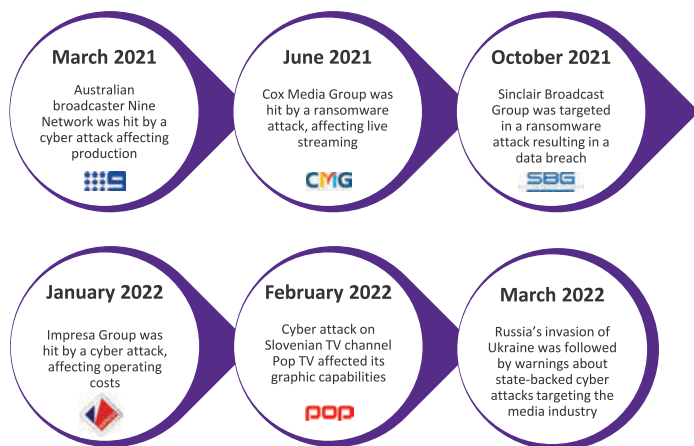 March 2021
Australian
broadcaster Nine
Network was hit by a
cyber attack affecting
production
9
June 2021
Cox Media Group was
hit by a ransomware
attack, affecting live
streaming
CMG
October 2021
Sinclair Broadcast
Group was targeted
in a ransomware
attack resulting in a
data breach
SBG
January 2022
Impresa Group was
hit by a cyber attack,
affecting operating
costs
February 2022
Cyber attack on
Slovenian TV channel
Pop TV affected its
graphic capabilities
pop
March 2022
Russia’s invasion of
Ukraine was followed
by warnings about
state-backed cyber
attacks targeting the
media industry